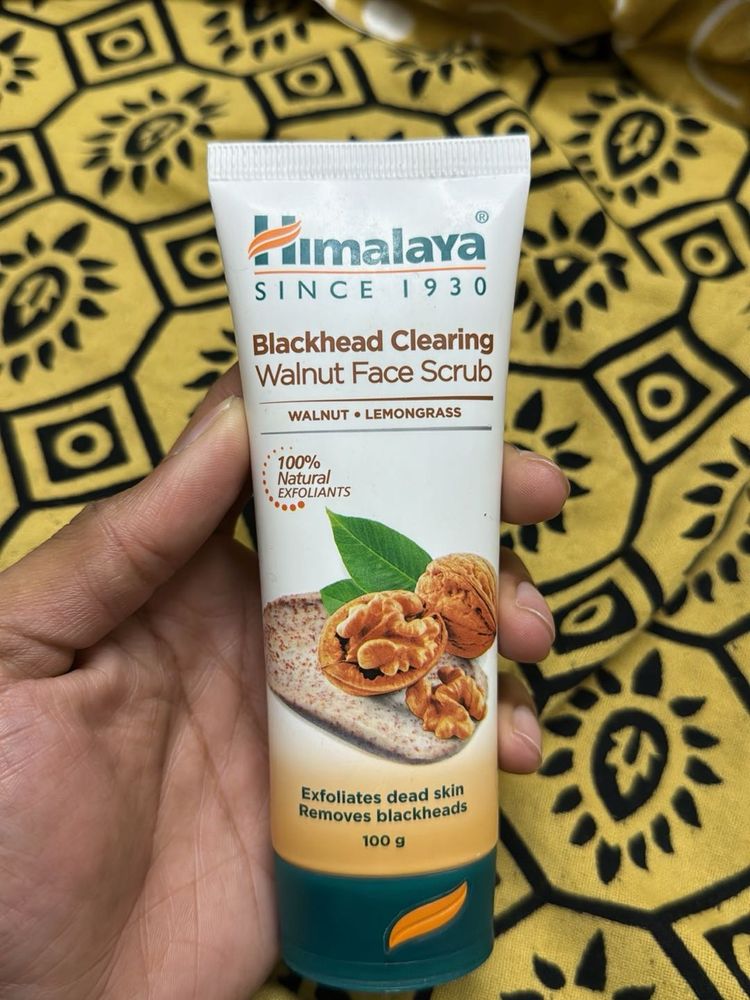 Himalaya®
SINCE 1930
Blackhead Clearing
Walnut Face Scrub
WALNUT • LEMONGRASS
100%
Natural
EXFOLIANTS
Exfoliates dead skin
Removes blackheads
100 g